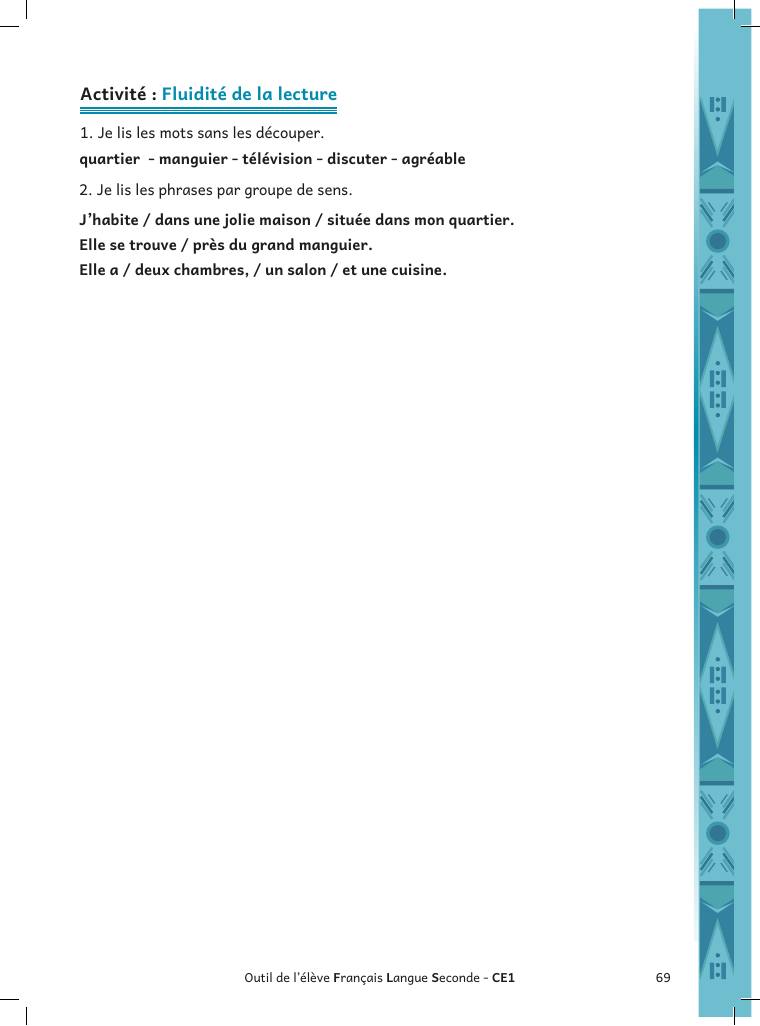 Activité : Fluidité de la lecture
1. Je lis les mots sans les découper.
quartier - manguier - télévision - discuter - agréable
2. Je lis les phrases par groupe de sens.
J’habite / dans une jolie maison / située dans mon quartier.
Elle se trouve / près du grand manguier.
Elle a / deux chambres, / un salon / et une cuisine.
Outil de l’élève Français Langue Seconde - CE1
69